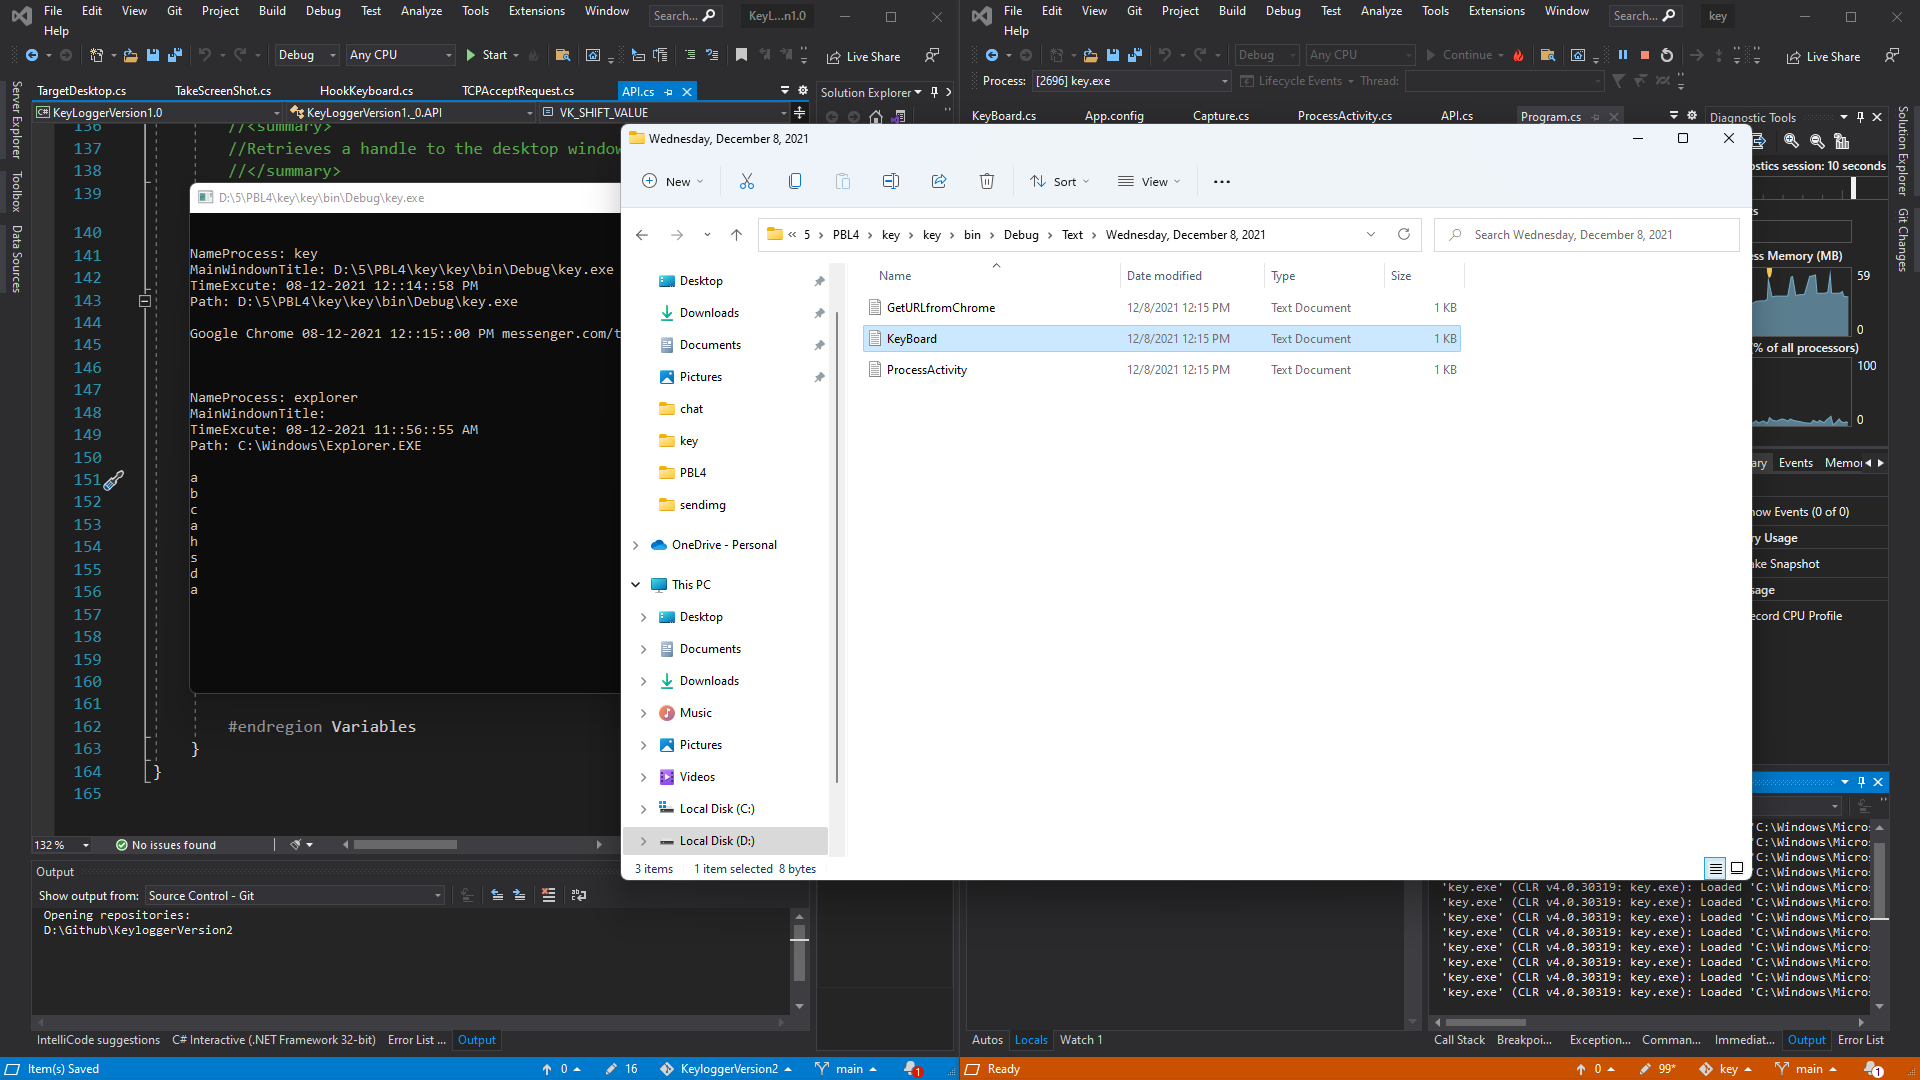 File Edit View Git Project Build Debug Test Analyze Tools Extensions Window Search... KeyL...n1.0
Help
Debug Any CPU Start Live Share
TargetDesktop.cs TakeScreenShot.cs HookKeyboard.cs TCPAcceptRequest.cs API.cs
Solution Explorer
KeyLoggerVersion1.0 KeyLoggerVersion1._0.API VK_SHIFT_VALUE
Server Explorer
Toolbox
Data Sources
136 //<summary>
137 //Retrieves a handle to the desktop window
138 //</summary>
139
140
141
142
143
144
145
146
147
148
149
150
151
152
153
154
155
156
157
158
159
160
161
162 #endregion Variables
163 }
164 }
165
D:\5\PBL4\key\key\bin\Debug\key.exe
NameProcess: key
MainWindownTitle: D:\5\PBL4\key\key\bin\Debug\key.exe
TimeExcute: 08-12-2021 12::14::58 PM
Path: D:\5\PBL4\key\key\bin\Debug\key.exe
Google Chrome 08-12-2021 12::15::00 PM messenger.com/t
NameProcess: explorer
MainWindownTitle:
TimeExcute: 08-12-2021 11::56::55 AM
Path: C:\Windows\Explorer.EXE
a
b
c
a
h
s
d
a
132 % No issues found
Output
Show output from: Source Control - Git
Opening repositories:
D:\Github\KeyloggerVersion2
IntelliCode suggestions C# Interactive (.NET Framework 32-bit) Error List ... Output
Item(s) Saved 0 16 KeyloggerVersion2 main 1
Wednesday, December 8, 2021
New Sort View
« 5 › PBL4 › key › key › bin › Debug › Text › Wednesday, December 8, 2021
Search Wednesday, December 8, 2021
Desktop
Downloads
Documents
Pictures
chat
key
PBL4
sendimg
OneDrive - Personal
This PC
Desktop
Documents
Downloads
Music
Pictures
Videos
Local Disk (C:)
Local Disk (D:)
Name Date modified Type Size
GetURLfromChrome 12/8/2021 12:15 PM Text Document 1 KB
KeyBoard 12/8/2021 12:15 PM Text Document 1 KB
ProcessActivity 12/8/2021 12:15 PM Text Document 1 KB
3 items 1 item selected 8 bytes
File Edit View Git Project Build Debug Test Analyze Tools Extensions Window Search... key
Help
Debug Any CPU Continue Live Share
Process: [2696] key.exe Lifecycle Events Thread:
KeyBoard.cs App.config Capture.cs ProcessActivity.cs API.cs Program.cs
Diagnostic Tools
ostics session: 10 seconds
ts
ess Memory (MB)
59
0
(% of all processors)
100
0
ary Events Memor
how Events (0 of 0)
ry Usage
ake Snapshot
sage
ecord CPU Profile
Solution Explorer
Git Changes
'C:\Windows\Micros
'C:\Windows\Micros
'C:\Windows\Micros
'C:\Windows\Micros
'key.exe' (CLR v4.0.30319: key.exe): Loaded 'C:\Windows\Micros
'key.exe' (CLR v4.0.30319: key.exe): Loaded 'C:\Windows\Micros
'key.exe' (CLR v4.0.30319: key.exe): Loaded 'C:\Windows\Micros
'key.exe' (CLR v4.0.30319: key.exe): Loaded 'C:\Windows\Micros
'key.exe' (CLR v4.0.30319: key.exe): Loaded 'C:\Windows\Micros
'key.exe' (CLR v4.0.30319: key.exe): Loaded 'C:\Windows\Micros
'key.exe' (CLR v4.0.30319: key.exe): Loaded 'C:\Windows\Micros
'key.exe' (CLR v4.0.30319: key.exe): Loaded 'C:\Windows\Micros
Autos Locals Watch 1
Call Stack Breakpoi... Exception... Comman... Immediat... Output Error List
Ready 0 99* key main 1